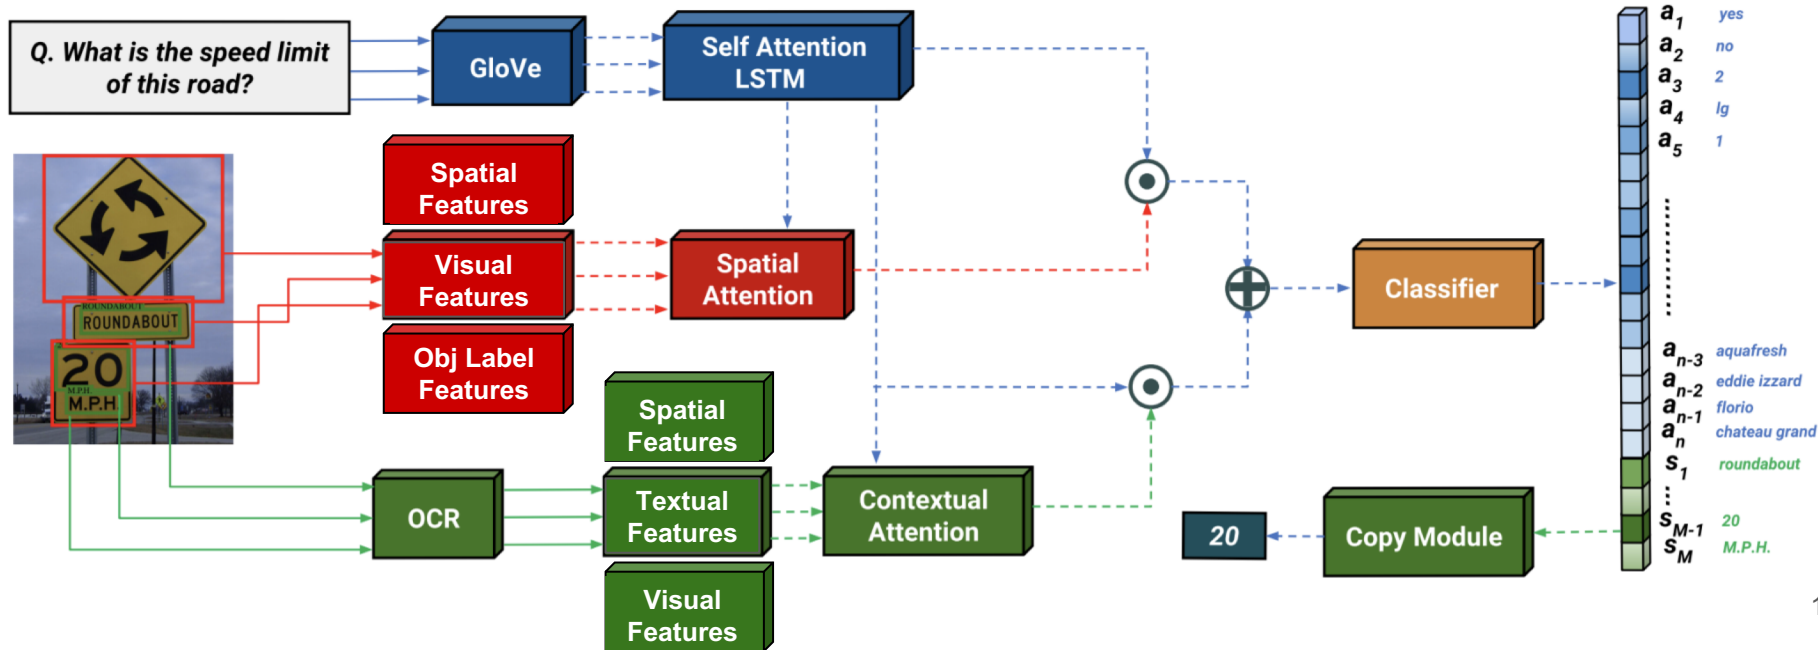 Q. What is the speed limit
of this road?
GloVe
Self Attention
LSTM
Spatial
Features
Visual
Features
Obj Label
Features
Spatial
Attention
ROUNDABOUT
ROUNDABOUT
20
M.P.H.
M.P.H.
OCR
Spatial
Features
Textual
Features
Visual
Features
Contextual
Attention
Classifier
Copy Module
20
a1 yes
a2 no
a3 2
a4 lg
a5 1
an-3 aquafresh
an-2 eddie izzard
an-1 florio
an chateau grand
s1 roundabout
sM-1 20
sM M.P.H.